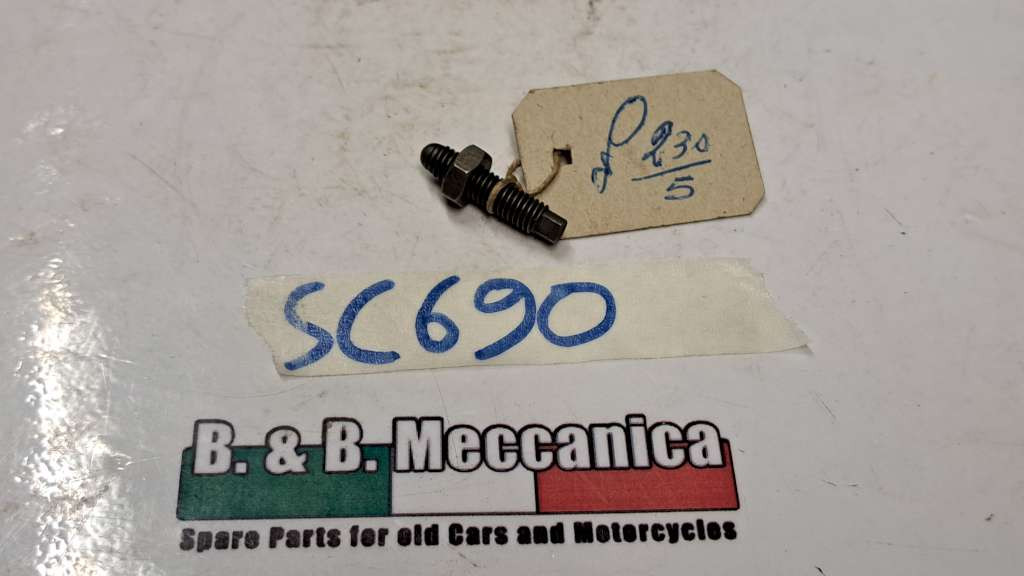 230
5
SC690
B. & B. Meccanica
Spare Parts for old Cars and Motorcycles